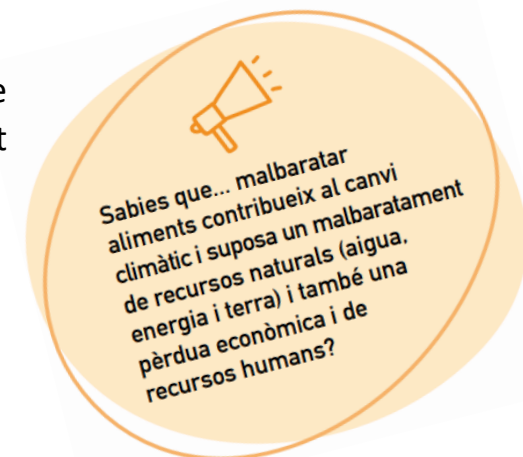 e
t
Sabies que... malbaratar
aliments contribueix al canvi
climàtic i suposa un malbaratament
de recursos naturals (aigua,
energia i terra) i també una
pèrdua econòmica i de
recursos humans?